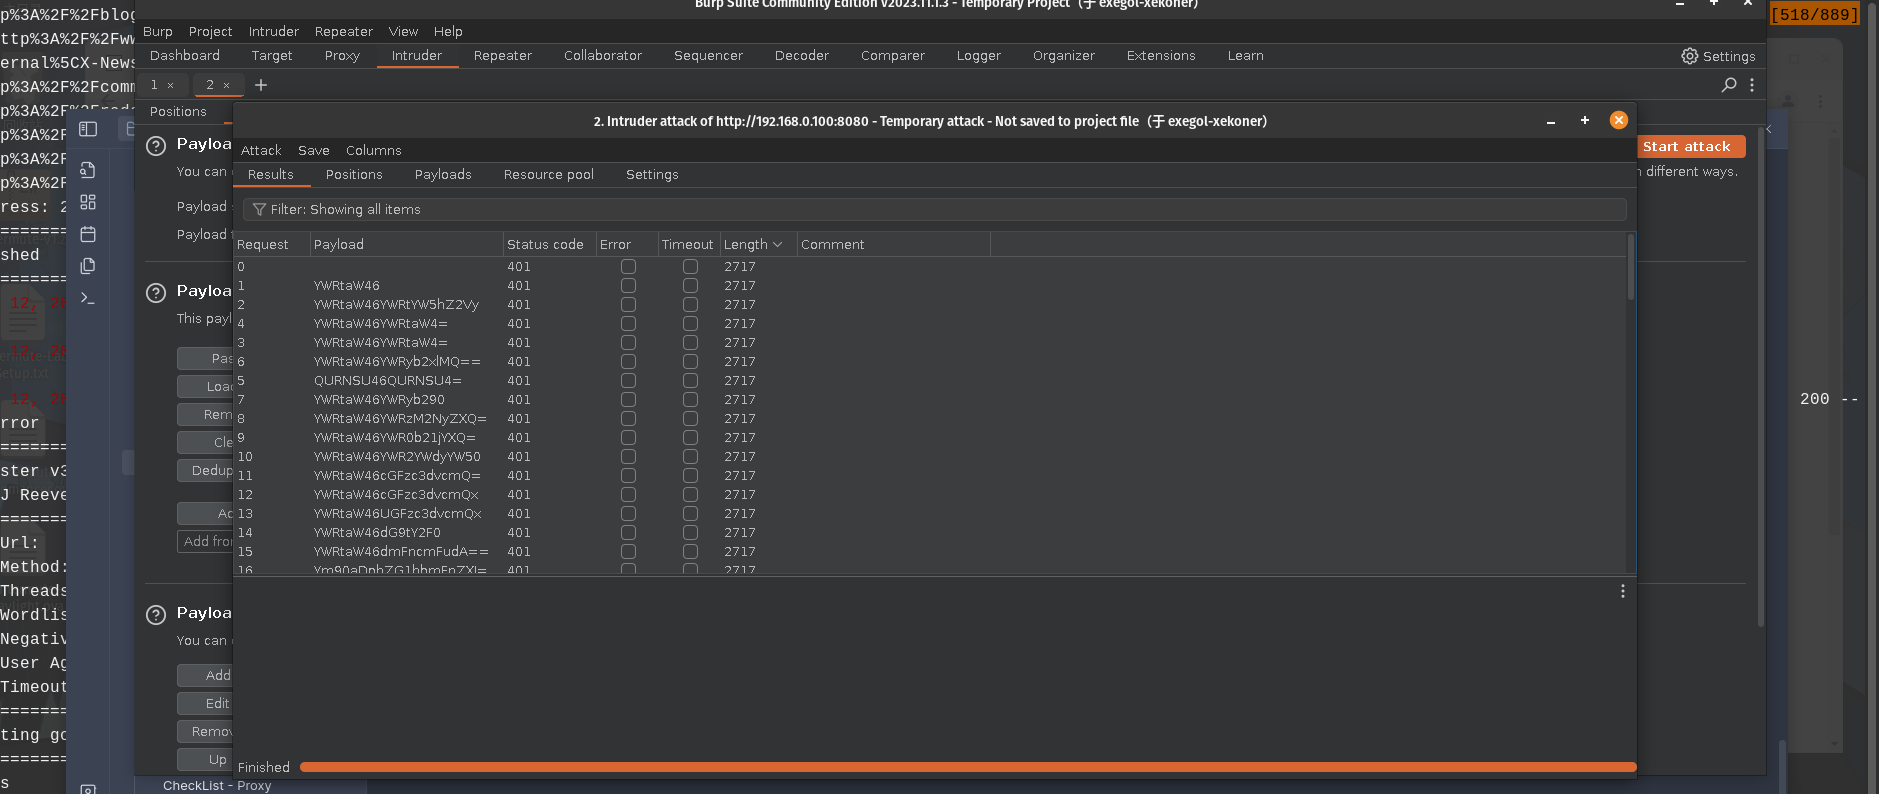 Burp Suite Community Edition v2023.11.1.3 - Temporary Project (于 exegol-xekoner)
[518/889]
Burp Project Intruder Repeater View Help
Dashboard Target Proxy Intruder Repeater Collaborator Sequencer Decoder Comparer Logger Organizer Extensions Learn Settings
1 × 2 × +
Positions
2. Intruder attack of http://192.168.0.100:8080 - Temporary attack - Not saved to project file (于 exegol-xekoner)
Attack Save Columns
Results Positions Payloads Resource pool Settings
Filter: Showing all items
Request Payload Status code Error Timeout Length Comment
0 401 2717
1 YWRtaW46 401 2717
2 YWRtaW46YWRtYW5hZ2Vy 401 2717
4 YWRtaW46YWRtaW4= 401 2717
3 YWRtaW46YWRtaW4= 401 2717
6 YWRtaW46YWRyb2xlMQ== 401 2717
5 QURNSU46QURNSU4= 401 2717
7 YWRtaW46YWRyb290 401 2717
8 YWRtaW46YWRzM2NyZXQ= 401 2717
9 YWRtaW46YWR0b21jYXQ= 401 2717
10 YWRtaW46YWR2YWdyYW50 401 2717
11 YWRtaW46cGFzc3dvcmQ= 401 2717
12 YWRtaW46cGFzc3dvcmQx 401 2717
13 YWRtaW46UGFzc3dvcmQx 401 2717
14 YWRtaW46dG9tY2F0 401 2717
15 YWRtaW46dmFncmFudA== 401 2717
16 401 2717
Finished
Start attack
n different ways.
200 --
Payloa
You can
Payload
Payload
Payloa
This payl
Pas
Load
Rem
Cle
Dedup
Ad
Add fron
Payloa
You can
Add
Edit
Remov
Up
CheckList - Proxy
p%3A%2F%2Fblog
ttp%3A%2F%2Fww
ernal%5CX-News
p%3A%2F%2Fcomm
p%3A%2F
p%3A%2F
p%3A%2F
p%3A%2F
ress: 2
=======
shed
=======
12,
12,
12,
rror
=======
ster v3
J Reeve
=======
Url:
Method:
Threads
Wordlis
Negativ
User Ag
Timeout
=======
ting go
=======
s